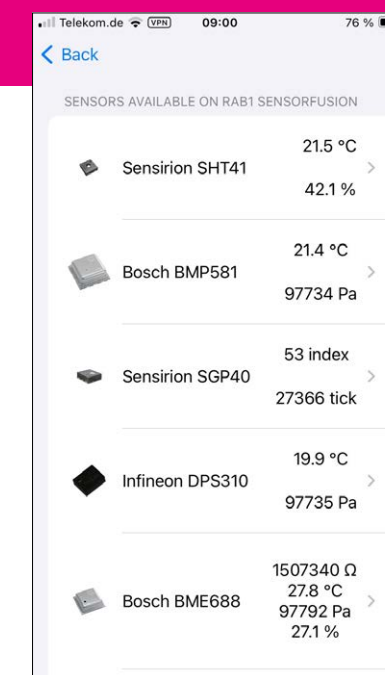 Telekom.de VPN 09:00 76 %
Back
SENSORS AVAILABLE ON RAB1 SENSORFUSION
Sensirion SHT41
21.5 °C
42.1 %
Bosch BMP581
21.4 °C
97734 Pa
Sensirion SGP40
53 index
27366 tick
Infineon DPS310
19.9 °C
97735 Pa
Bosch BME688
1507340 Ω
27.8 °C
97792 Pa
27.1 %